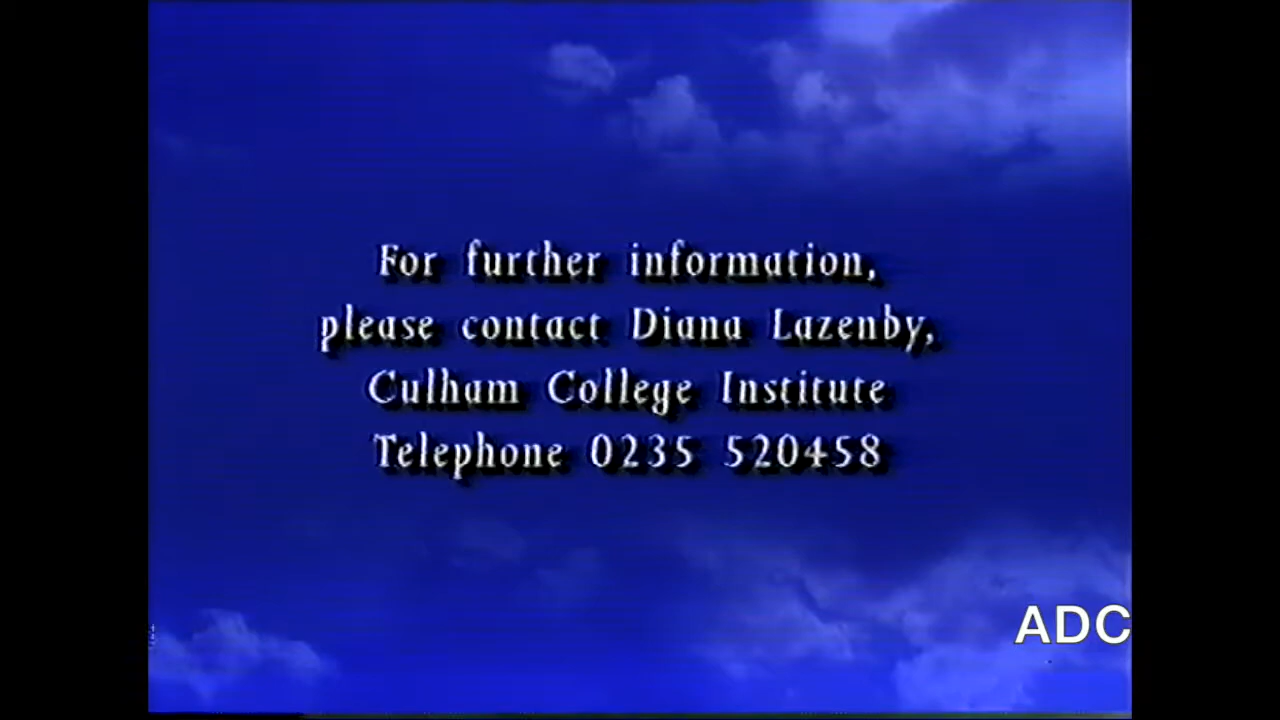 For further information,
please contact Diana Lazenby,
Culham College Institute
Telephone 0235 520458
ADC